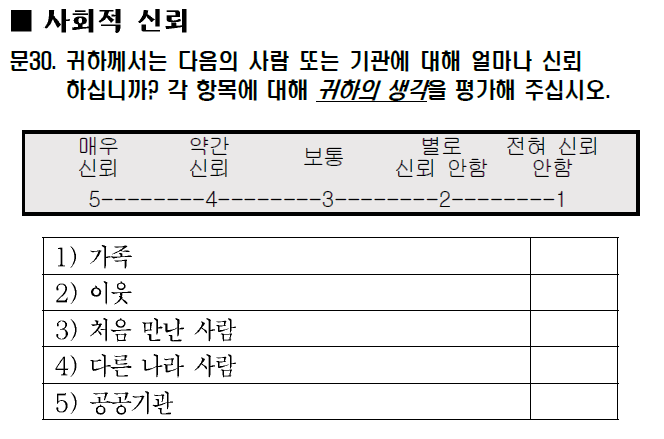 ■ 사회적 신뢰
문30. 귀하께서는 다음의 사람 또는 기관에 대해 얼마나 신뢰
하십니까? 각 항목에 대해 귀하의 생각을 평가해 주십시오.
매우 약간 보통 별로 전혀 신뢰
신뢰 신뢰 신뢰 안함 안함
5--------4--------3--------2--------1
1) 가족
2) 이웃
3) 처음 만난 사람
4) 다른 나라 사람
5) 공공기관